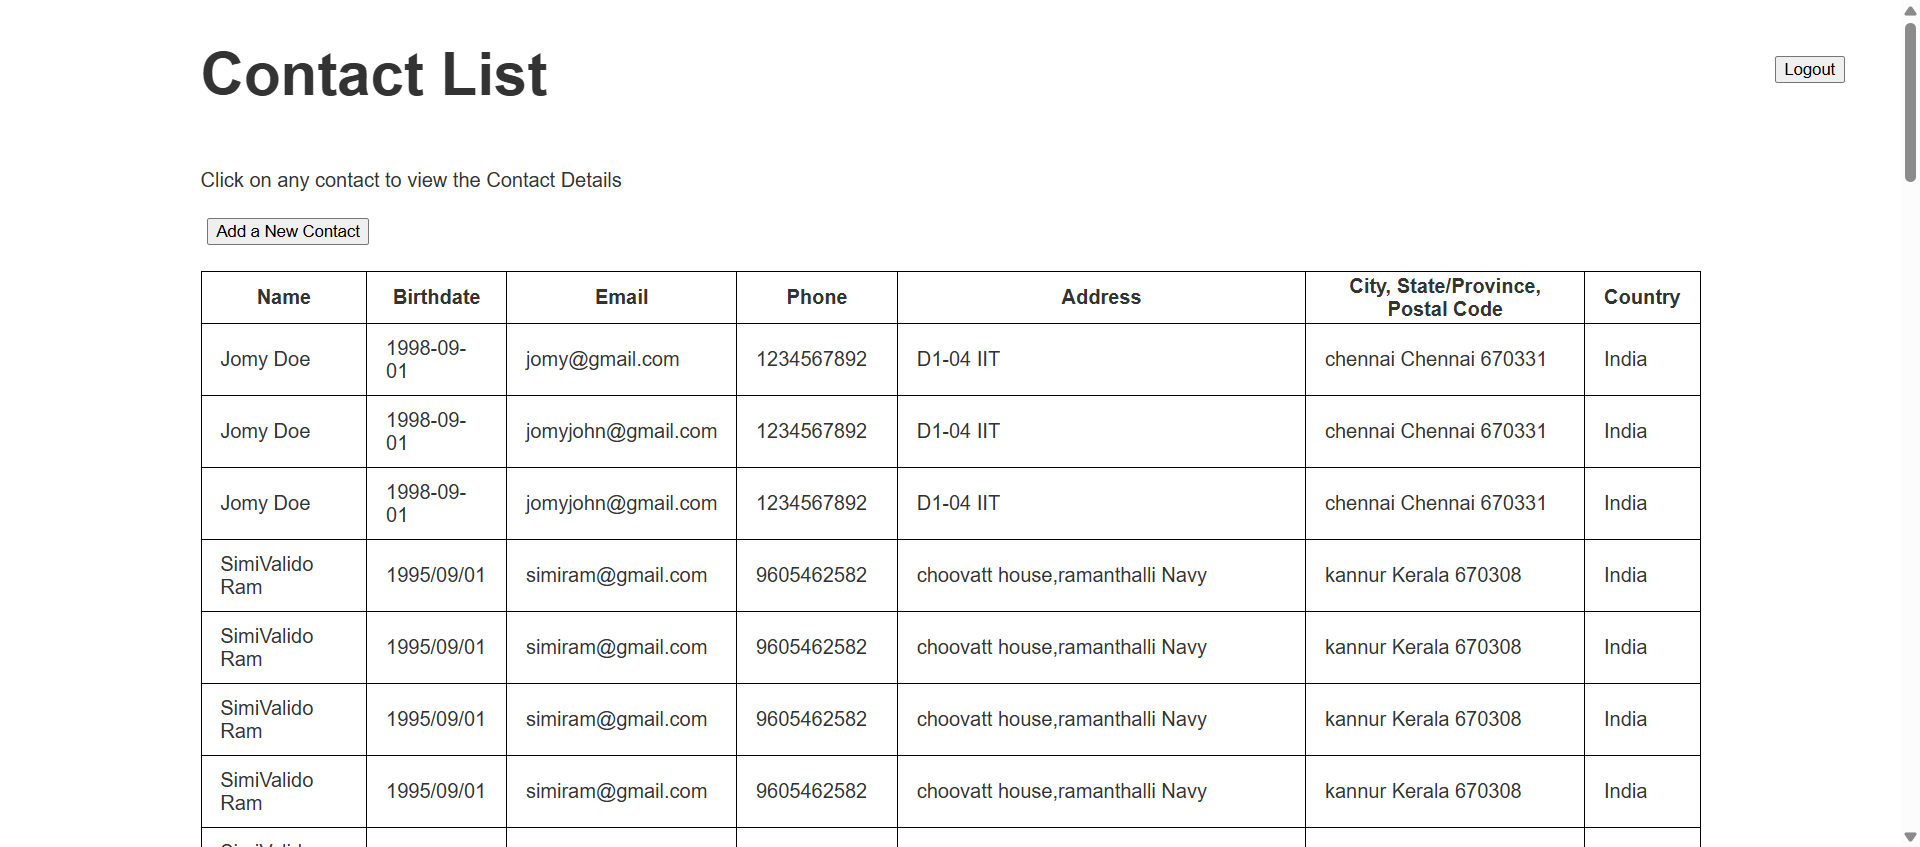 Contact List
Logout
Click on any contact to view the Contact Details
Add a New Contact
Name Birthdate Email Phone Address City, State/Province, Postal Code Country
Jomy Doe 1998-09-01 jomy@gmail.com 1234567892 D1-04 IIT chennai Chennai 670331 India
Jomy Doe 1998-09-01 jomyjohn@gmail.com 1234567892 D1-04 IIT chennai Chennai 670331 India
Jomy Doe 1998-09-01 jomyjohn@gmail.com 1234567892 D1-04 IIT chennai Chennai 670331 India
SimiValido Ram 1995/09/01 simiram@gmail.com 9605462582 choovatt house,ramanthalli Navy kannur Kerala 670308 India
SimiValido Ram 1995/09/01 simiram@gmail.com 9605462582 choovatt house,ramanthalli Navy kannur Kerala 670308 India
SimiValido Ram 1995/09/01 simiram@gmail.com 9605462582 choovatt house,ramanthalli Navy kannur Kerala 670308 India
SimiValido Ram 1995/09/01 simiram@gmail.com 9605462582 choovatt house,ramanthalli Navy kannur Kerala 670308 India